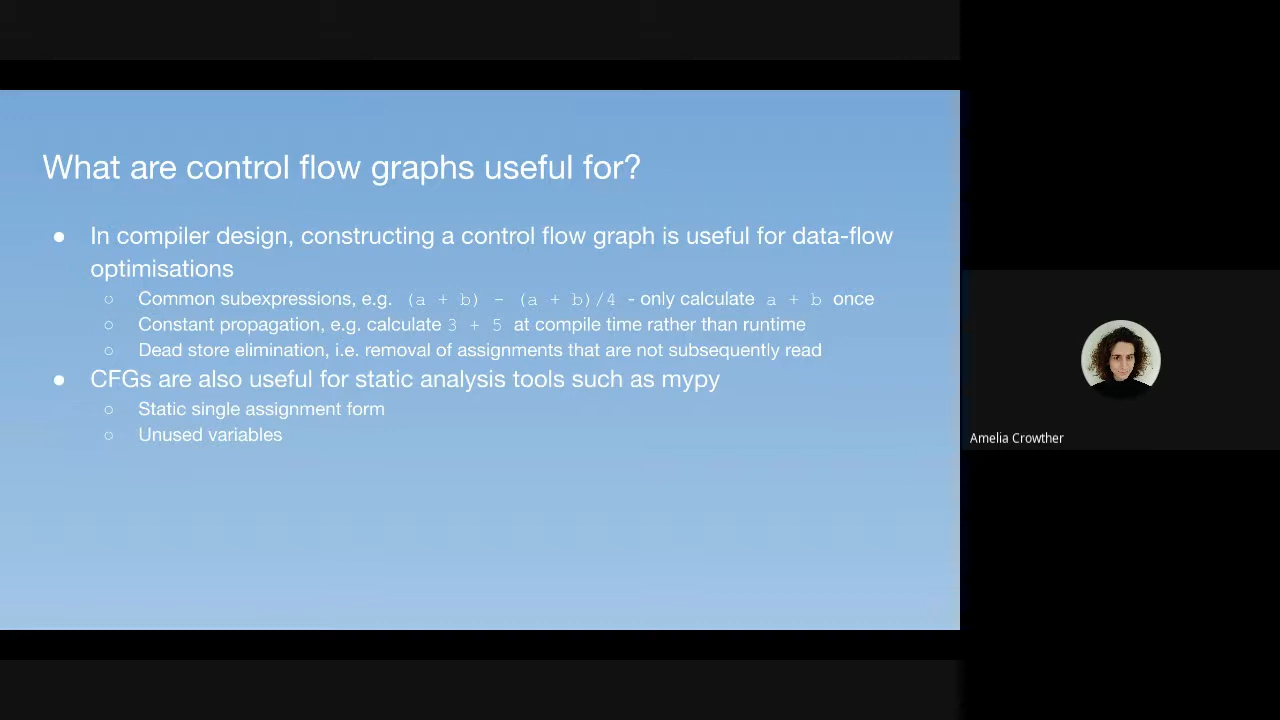 What are control flow graphs useful for?
● In compiler design, constructing a control flow graph is useful for data-flow
optimisations
○ Common subexpressions, e.g. (a + b) - (a + b)/4 - only calculate a + b once
○ Constant propagation, e.g. calculate 3 + 5 at compile time rather than runtime
○ Dead store elimination, i.e. removal of assignments that are not subsequently read
● CFGs are also useful for static analysis tools such as mypy
○ Static single assignment form
○ Unused variables
Amelia Crowther